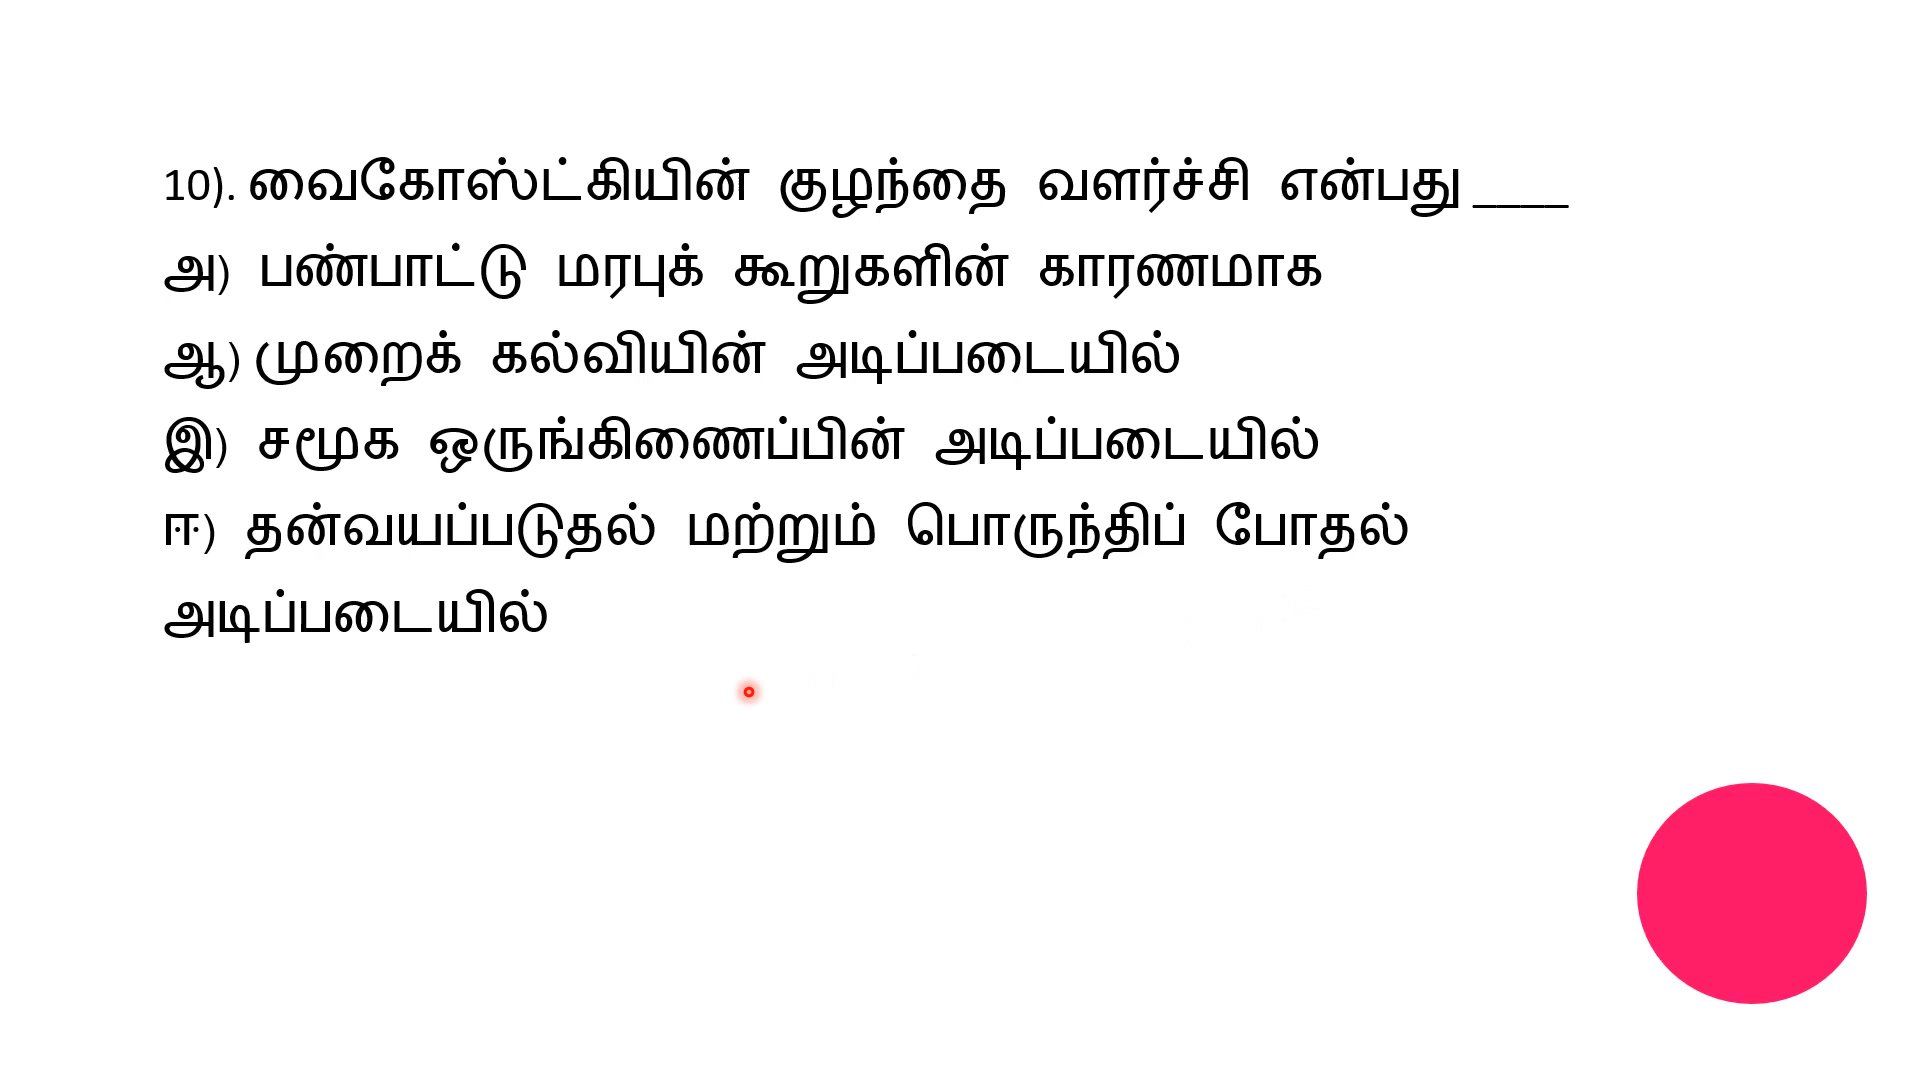 10). வைகோஸ்ட்கியின் குழந்தை வளர்ச்சி என்பது ____
அ) பண்பாட்டு மரபுக் கூறுகளின் காரணமாக
ஆ) முறைக் கல்வியின் அடிப்படையில்
இ) சமூக ஒருங்கிணைப்பின் அடிப்படையில்
ஈ) தன்வயப்படுதல் மற்றும் பொருந்திப் போதல்
அடிப்படையில்